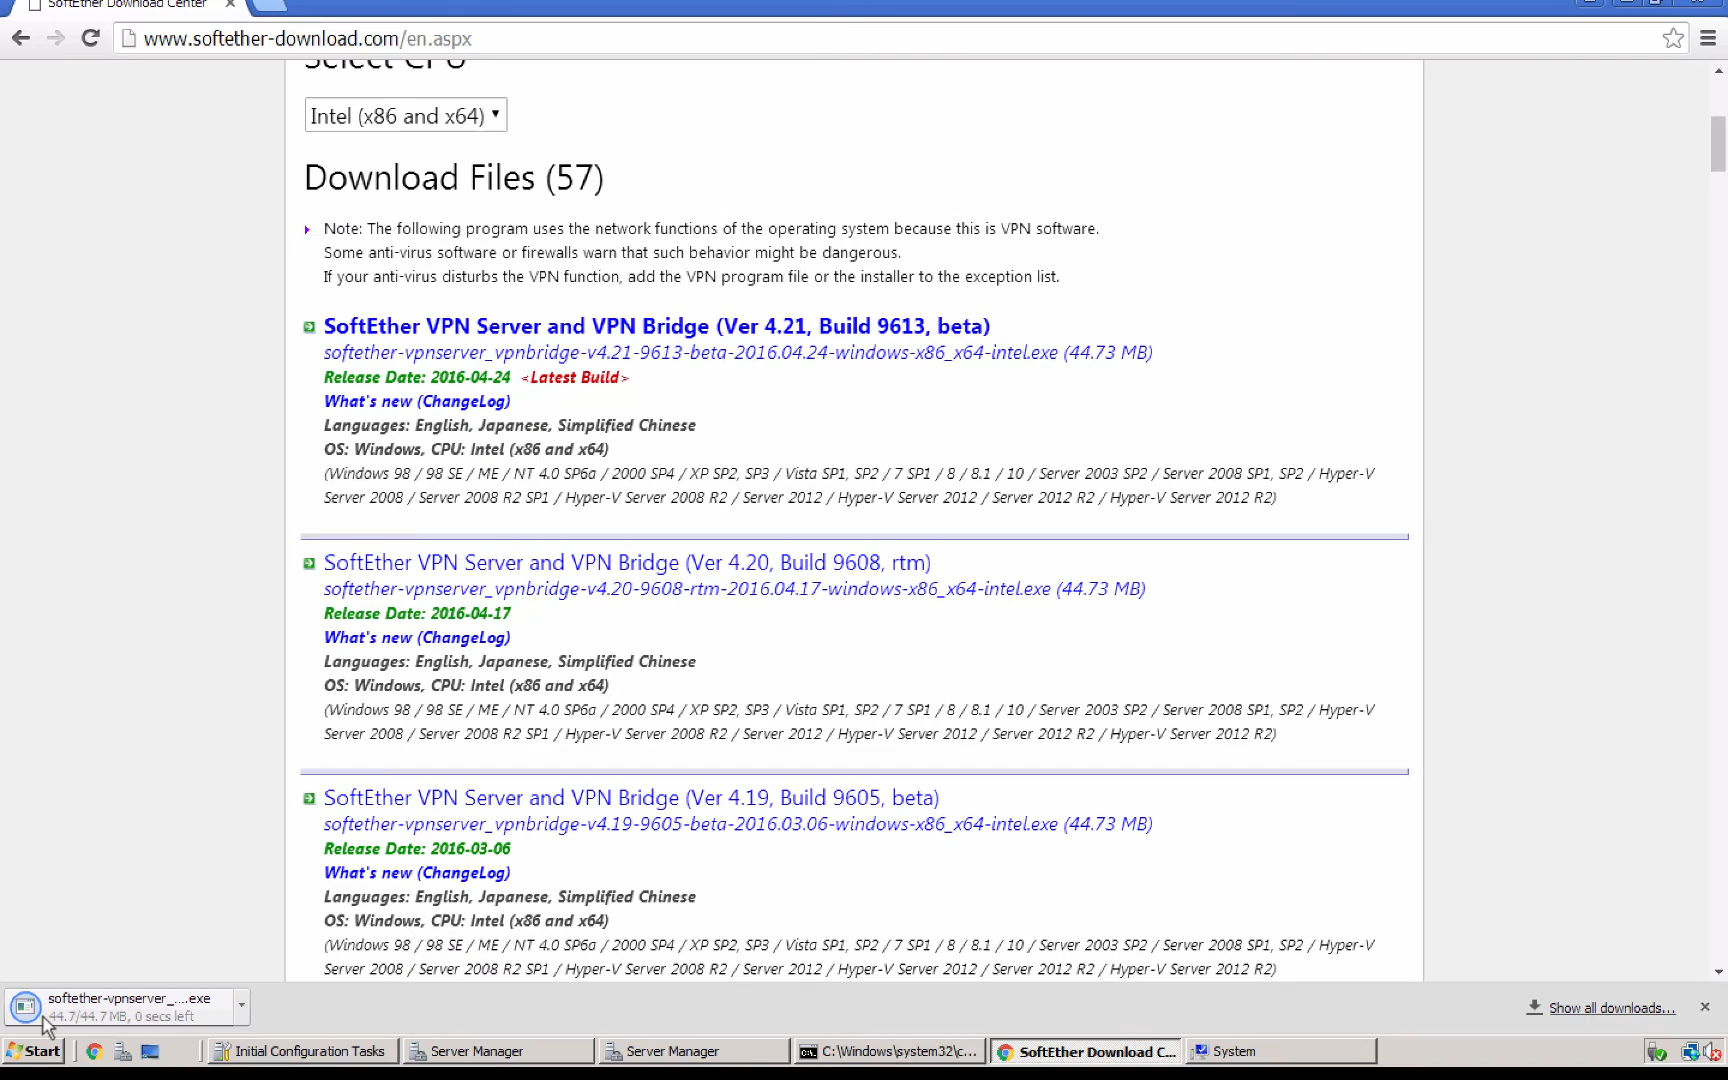 SoftEther Download Center
www.softether-download.com/en.aspx
Select CPU
Intel (x86 and x64)
Download Files (57)
Note: The following program uses the network functions of the operating system because this is VPN software.
Some anti-virus software or firewalls warn that such behavior might be dangerous.
If your anti-virus disturbs the VPN function, add the VPN program file or the installer to the exception list.
SoftEther VPN Server and VPN Bridge (Ver 4.21, Build 9613, beta)
softether-vpnserver_vpnbridge-v4.21-9613-beta-2016.04.24-windows-x86_x64-intel.exe (44.73 MB)
Release Date: 2016-04-24 <Latest Build>
What's new (ChangeLog)
Languages: English, Japanese, Simplified Chinese
OS: Windows, CPU: Intel (x86 and x64)
(Windows 98 / 98 SE / ME / NT 4.0 SP6a / 2000 SP4 / XP SP2, SP3 / Vista SP1, SP2 / 7 SP1 / 8 / 8.1 / 10 / Server 2003 SP2 / Server 2008 SP1, SP2 / Hyper-V
Server 2008 / Server 2008 R2 SP1 / Hyper-V Server 2008 R2 / Server 2012 / Hyper-V Server 2012 / Server 2012 R2 / Hyper-V Server 2012 R2)
SoftEther VPN Server and VPN Bridge (Ver 4.20, Build 9608, rtm)
softether-vpnserver_vpnbridge-v4.20-9608-rtm-2016.04.17-windows-x86_x64-intel.exe (44.73 MB)
Release Date: 2016-04-17
What's new (ChangeLog)
Languages: English, Japanese, Simplified Chinese
OS: Windows, CPU: Intel (x86 and x64)
(Windows 98 / 98 SE / ME / NT 4.0 SP6a / 2000 SP4 / XP SP2, SP3 / Vista SP1, SP2 / 7 SP1 / 8 / 8.1 / 10 / Server 2003 SP2 / Server 2008 SP1, SP2 / Hyper-V
Server 2008 / Server 2008 R2 SP1 / Hyper-V Server 2008 R2 / Server 2012 / Hyper-V Server 2012 / Server 2012 R2 / Hyper-V Server 2012 R2)
SoftEther VPN Server and VPN Bridge (Ver 4.19, Build 9605, beta)
softether-vpnserver_vpnbridge-v4.19-9605-beta-2016.03.06-windows-x86_x64-intel.exe (44.73 MB)
Release Date: 2016-03-06
What's new (ChangeLog)
Languages: English, Japanese, Simplified Chinese
OS: Windows, CPU: Intel (x86 and x64)
(Windows 98 / 98 SE / ME / NT 4.0 SP6a / 2000 SP4 / XP SP2, SP3 / Vista SP1, SP2 / 7 SP1 / 8 / 8.1 / 10 / Server 2003 SP2 / Server 2008 SP1, SP2 / Hyper-V
Server 2008 / Server 2008 R2 SP1 / Hyper-V Server 2008 R2 / Server 2012 / Hyper-V Server 2012 / Server 2012 R2 / Hyper-V Server 2012 R2)
softether-vpnserver_....exe
44.7/44.7 MB, 0 secs left
Show all downloads...
Start
Initial Configuration Tasks
Server Manager
Server Manager
C:\Windows\system32\c...
SoftEther Download C...
System